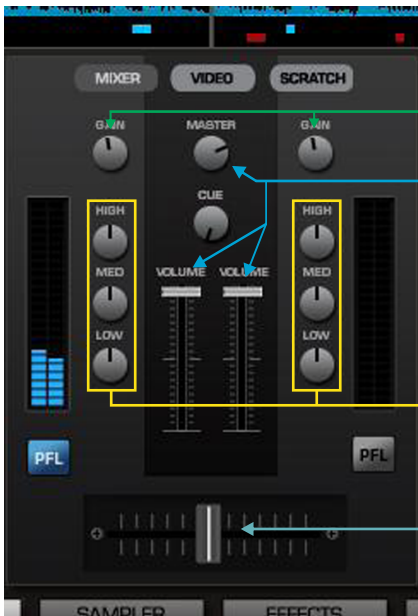 MIXER VIDEO SCRATCH
GAIN MASTER GAIN
CUE
HIGH HIGH
MED VOLUME VOLUME MED
LOW LOW
PFL PFL
SAMPLER EFFECTS